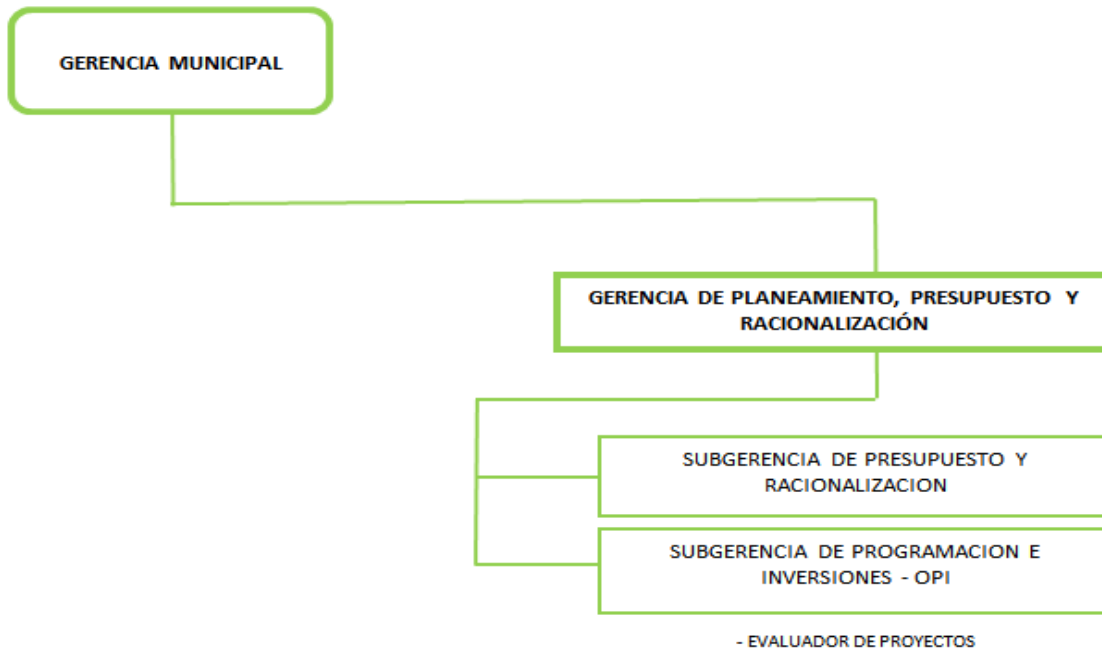 GERENCIA MUNICIPAL
GERENCIA DE PLANEAMIENTO, PRESUPUESTO Y
RACIONALIZACIÓN
SUBGERENCIA DE PRESUPUESTO Y
RACIONALIZACION
SUBGERENCIA DE PROGRAMACION E
INVERSIONES - OPI
- EVALUADOR DE PROYECTOS